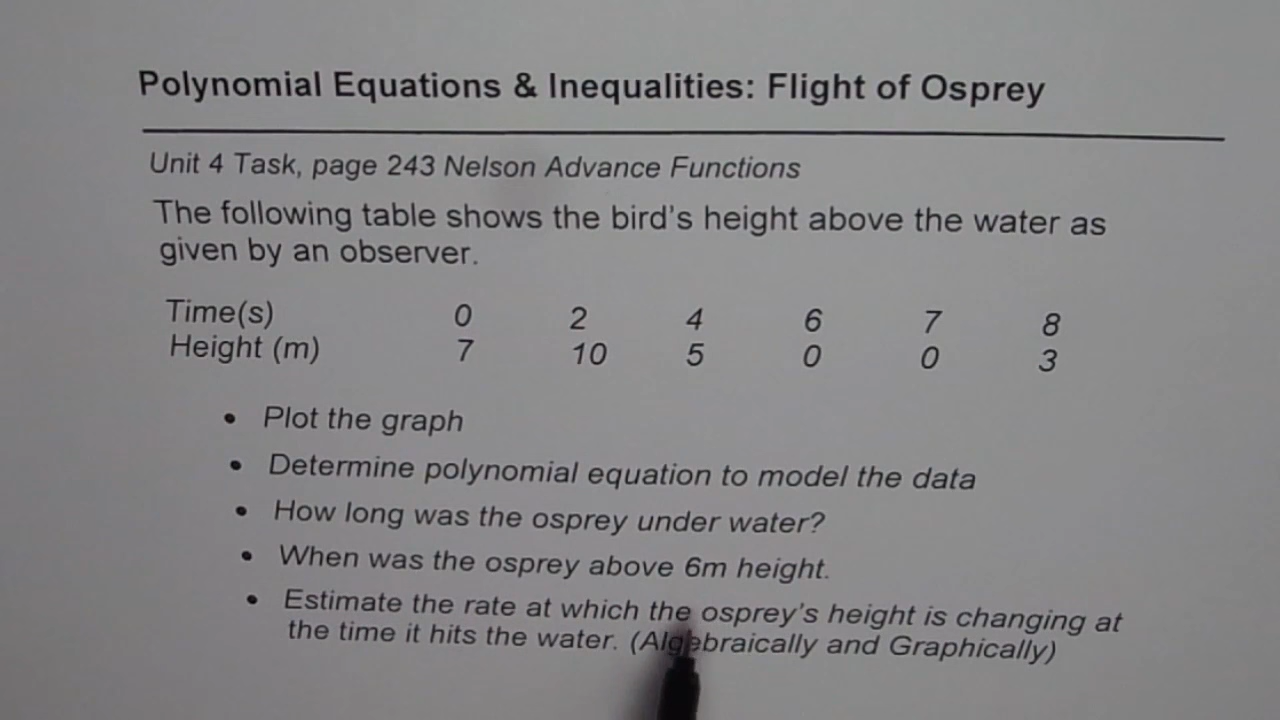 Polynomial Equations & Inequalities: Flight of Osprey
Unit 4 Task, page 243 Nelson Advance Functions
The following table shows the bird's height above the water as
given by an observer.
Time(s) 0 2 4 6 7 8
Height (m) 7 10 5 0 0 3
• Plot the graph
• Determine polynomial equation to model the data
• How long was the osprey under water?
• When was the osprey above 6m height.
• Estimate the rate at which the osprey's height is changing at
the time it hits the water. (Algebraically and Graphically)